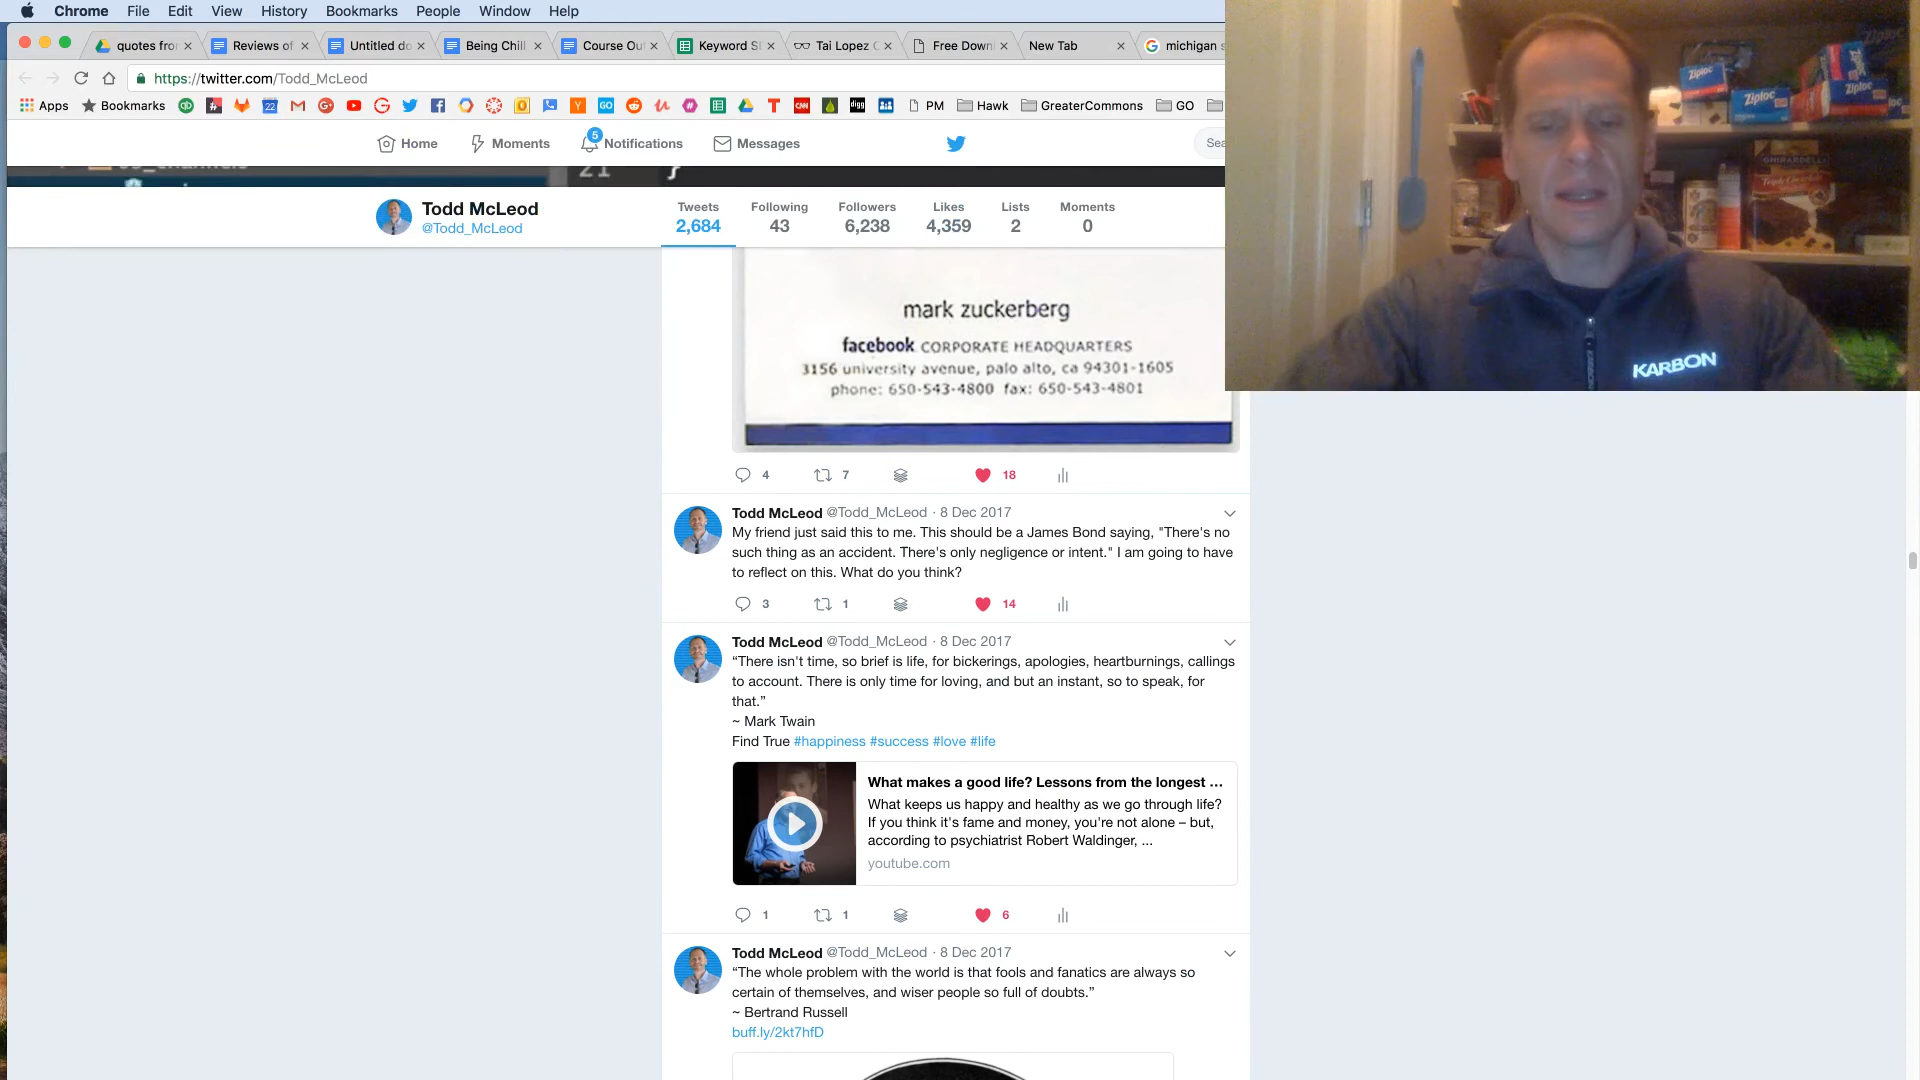 Chrome File Edit View History Bookmarks People Window Help
quotes fro
Reviews of
Untitled do
Being Chil
Course Ou
Keyword S
Tai Lopez
Free Down
New Tab
michigan s
https://twitter.com/Todd_McLeod
Apps Bookmarks PM Hawk GreaterCommons GO
Home Moments 5 Notifications Messages Sea
21 }
Todd McLeod
@Todd_McLeod
Tweets Following Followers Likes Lists Moments
2,684 43 6,238 4,359 2 0
mark zuckerberg
facebook CORPORATE HEADQUARTERS
3156 university avenue, palo alto, ca 94301-1605
phone: 650-543-4800 fax: 650-543-4801
4 7 18
Todd McLeod @Todd_McLeod · 8 Dec 2017
My friend just said this to me. This should be a James Bond saying, "There's no
such thing as an accident. There's only negligence or intent." I am going to have
to reflect on this. What do you think?
3 1 14
Todd McLeod @Todd_McLeod · 8 Dec 2017
“There isn't time, so brief is life, for bickerings, apologies, heartburnings, callings
to account. There is only time for loving, and but an instant, so to speak, for
that.”
~ Mark Twain
Find True #happiness #success #love #life
What makes a good life? Lessons from the longest ...
What keeps us happy and healthy as we go through life?
If you think it's fame and money, you're not alone – but,
according to psychiatrist Robert Waldinger, ...
youtube.com
1 1 6
Todd McLeod @Todd_McLeod · 8 Dec 2017
“The whole problem with the world is that fools and fanatics are always so
certain of themselves, and wiser people so full of doubts.”
~ Bertrand Russell
buff.ly/2kt7hfD
Ziploc
Ziploc
Ziploc
GHIRARDELLI
Triple Chocolate
KARBON